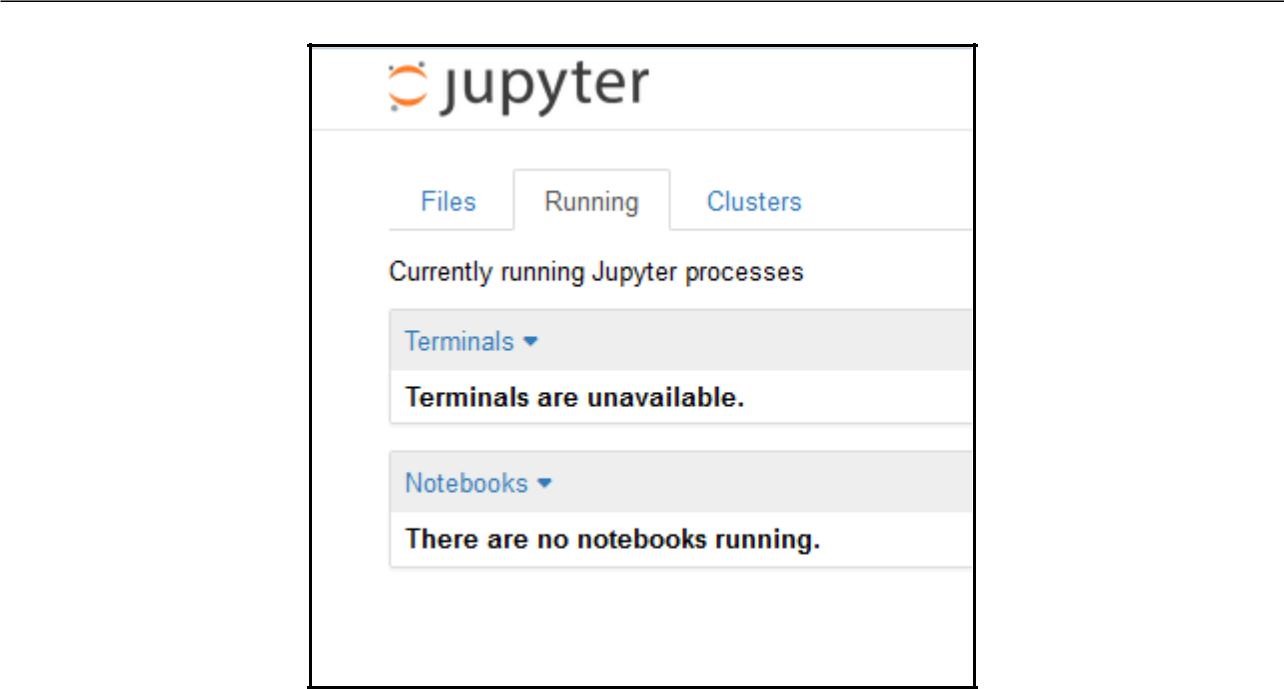 jupyter
Files Running Clusters
Currently running Jupyter processes
Terminals
Terminals are unavailable.
Notebooks
There are no notebooks running.